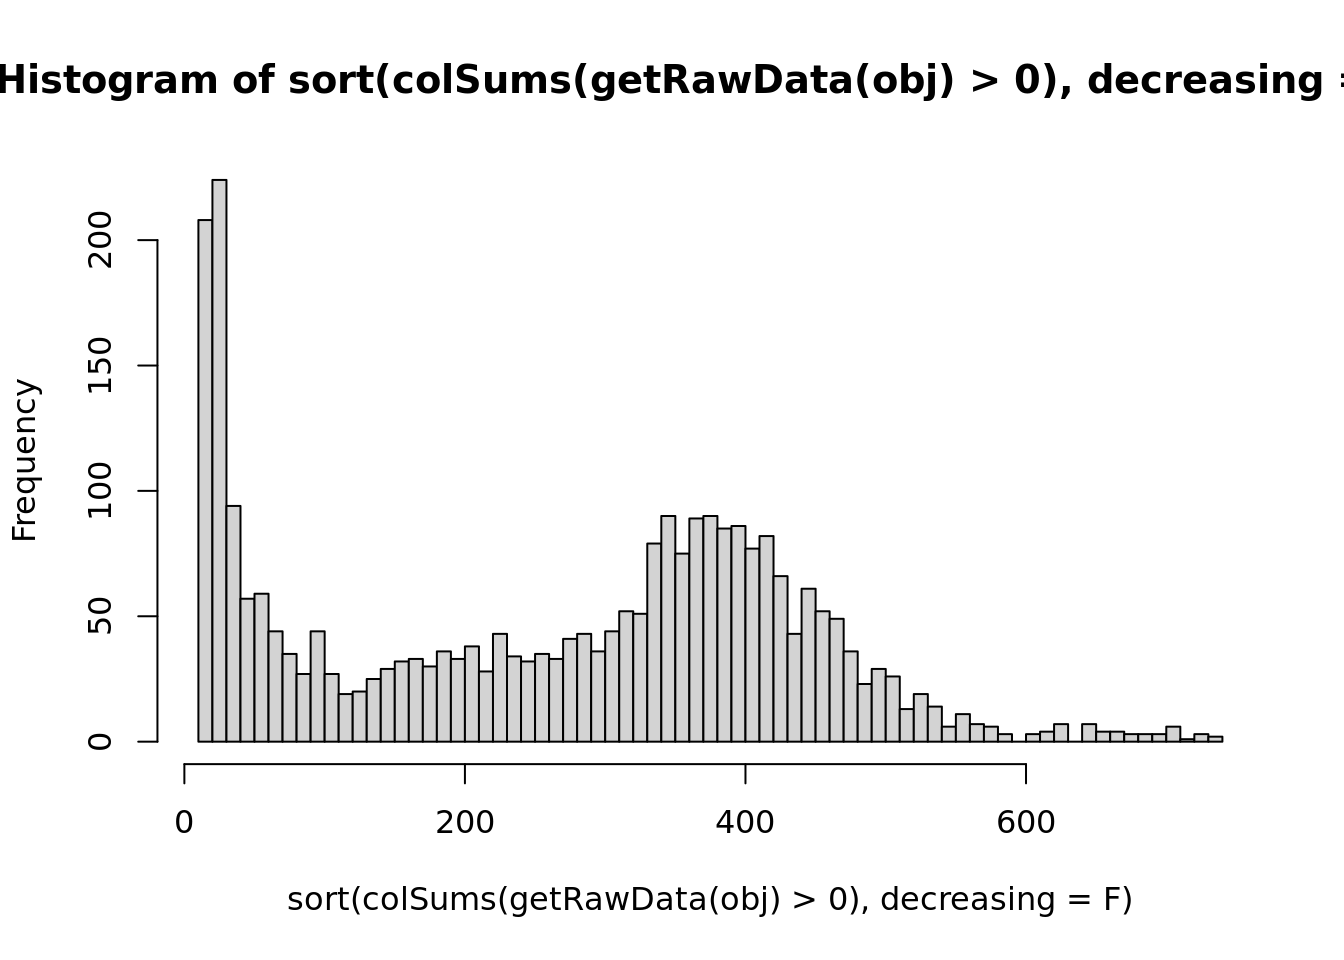 Histogram of sort(colSums(getRawData(obj) > 0), decreasing =
Frequency
200
150
100
50
0
0 200 400 600
sort(colSums(getRawData(obj) > 0), decreasing = F)